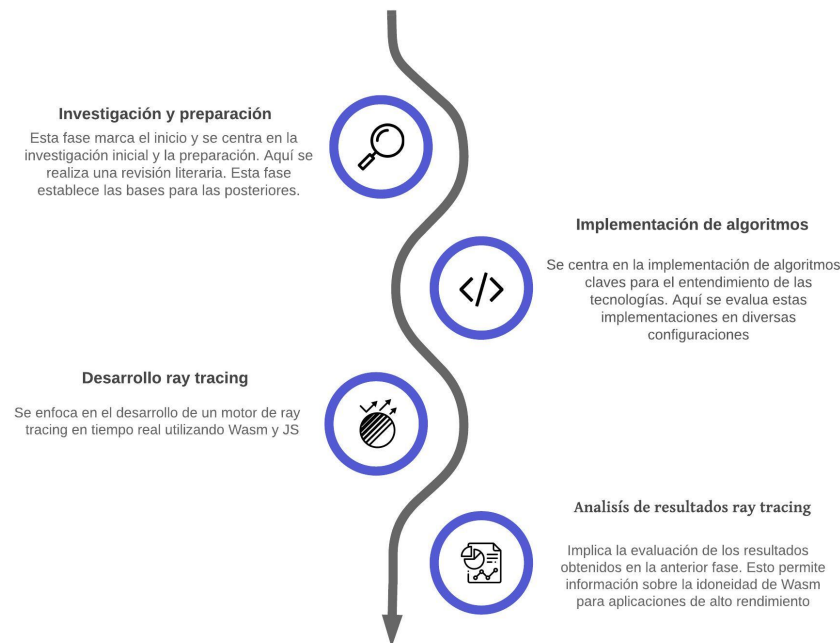 Investigación y preparación
Esta fase marca el inicio y se centra en la
investigación inicial y la preparación. Aquí se
realiza una revisión literaria. Esta fase
establece las bases para las posteriores.
Implementación de algoritmos
Se centra en la implementación de algoritmos
claves para el entendimiento de las
tecnologías. Aquí se evalua estas
implementaciones en diversas
configuraciones
Desarrollo ray tracing
Se enfoca en el desarrollo de un motor de ray
tracing en tiempo real utilizando Wasm y JS
Analisís de resultados ray tracing
Implica la evaluación de los resultados
obtenidos en la anterior fase. Esto permite
información sobre la idoneidad de Wasm
para aplicaciones de alto rendimiento